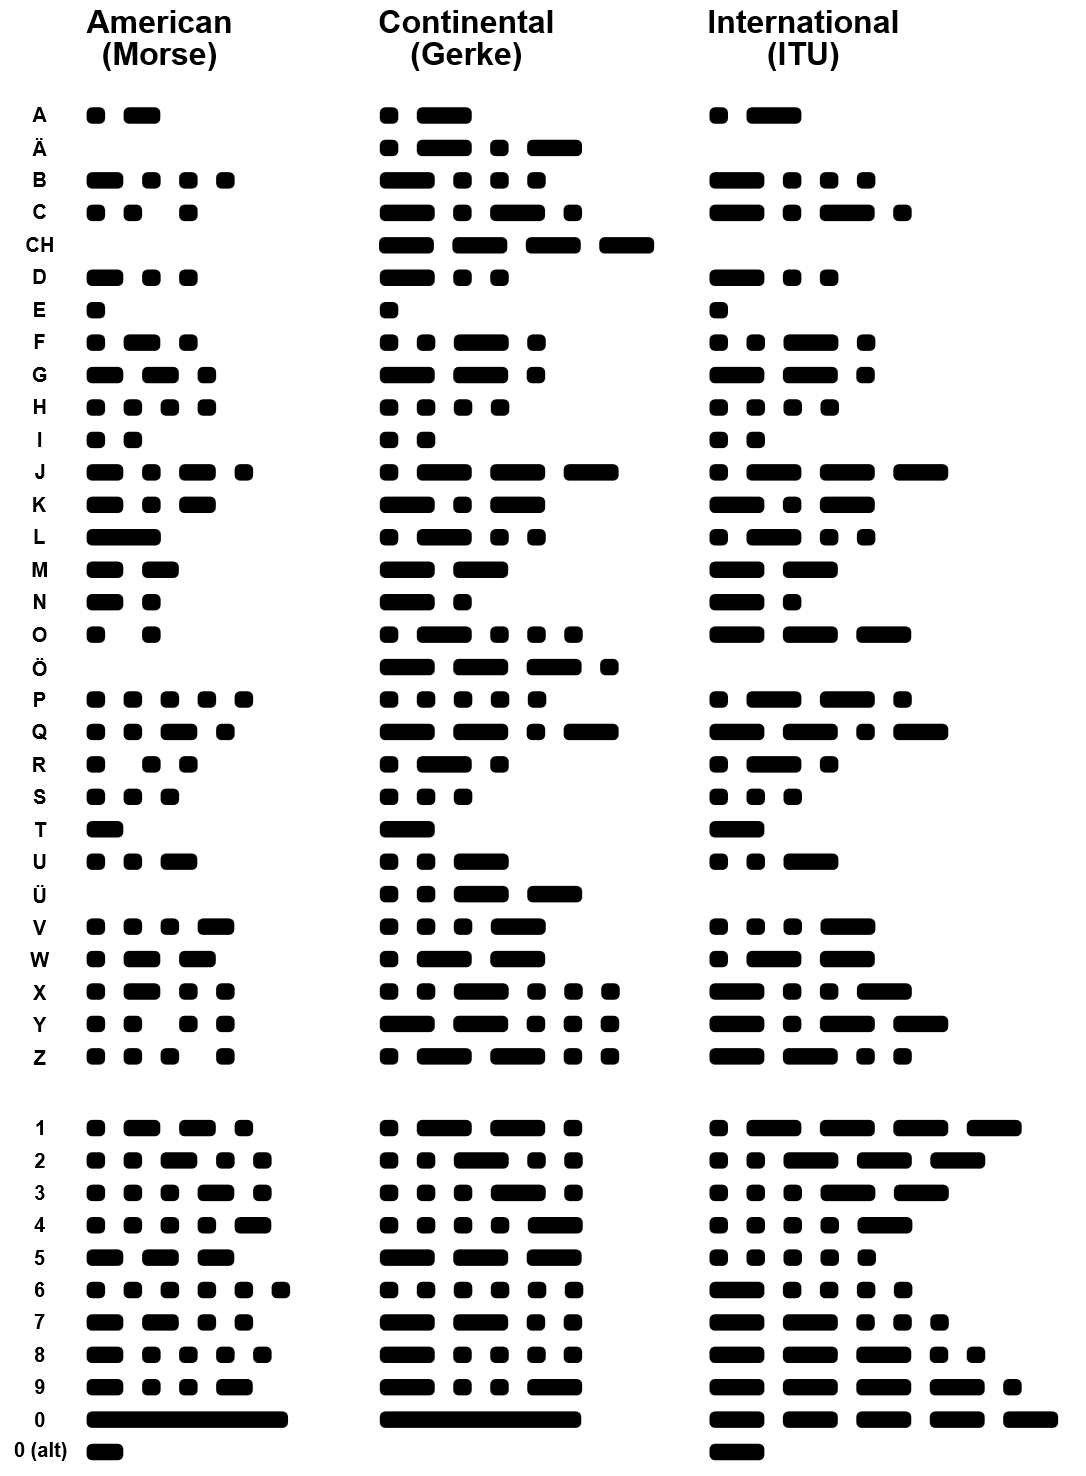 American Continental International
(Morse) (Gerke) (ITU)
A
Ä
B
C
CH
D
E
F
G
H
I
J
K
L
M
N
O
Ö
P
Q
R
S
T
U
Ü
V
W
X
Y
Z
1
2
3
4
5
6
7
8
9
0
0 (alt)